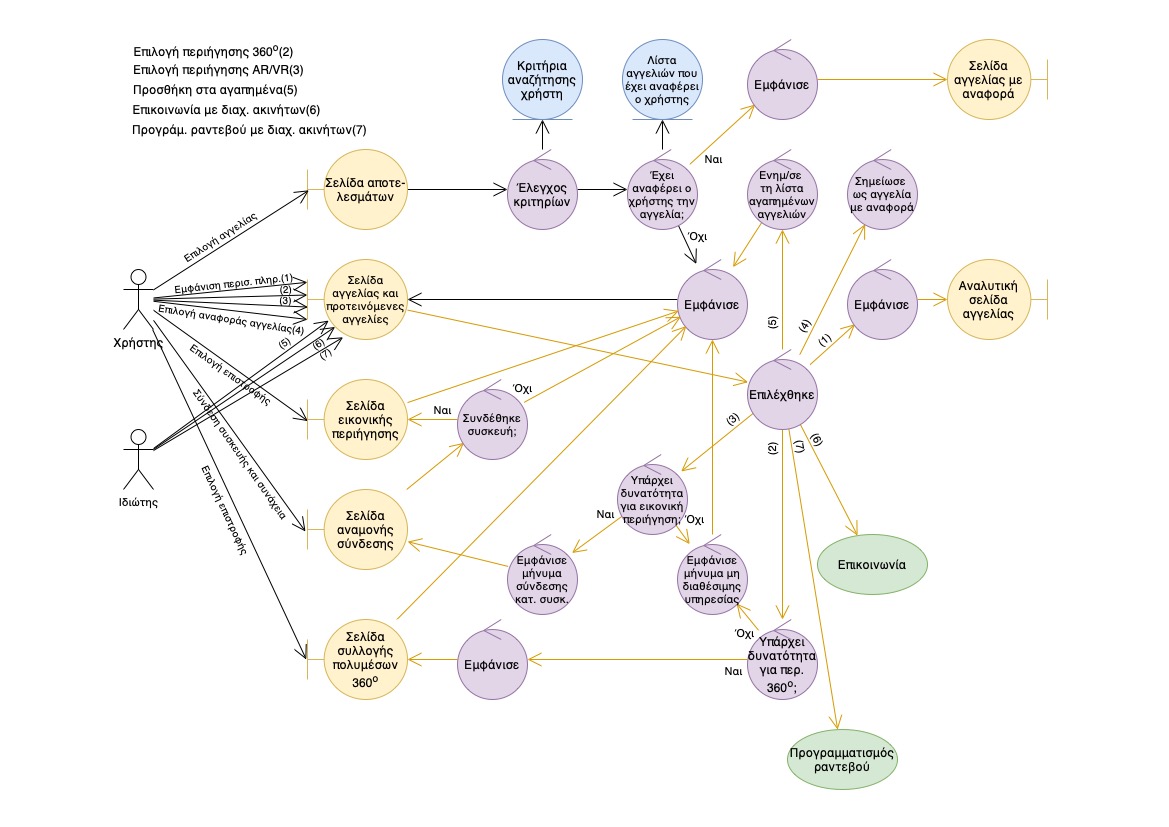 Επιλογή περιήγησης 360º(2)
Επιλογή περιήγησης AR/VR(3)
Προσθήκη στα αγαπημένα(5)
Επικοινωνία με διαχ. ακινήτων(6)
Προγράμ. ραντεβού με διαχ. ακινήτων(7)
Κριτήρια
αναζήτησης
χρήστη
Λίστα
αγγελιών που
έχει αναφέρει
ο χρήστης
Εμφάνισε
Σελίδα
αγγελίας με
αναφορά
Ναι
Σελίδα αποτε-
λεσμάτων
Έλεγχος
κριτηρίων
Έχει
αναφέρει ο
χρήστης την
αγγελία;
Ενημ/σε
τη λίστα
αγαπημένων
αγγελιών
Σημείωσε
ως αγγελία
με αναφορά
Επιλογή αγγελίας
Όχι
Εμφάνιση περισ. πληρ.(1)
(2)
(3)
Επιλογή αναφοράς αγγελίας(4)
(5)
(6)
(7)
Χρήστης
Σελίδα
αγγελίας και
προτεινόμενες
αγγελίες
Εμφάνισε
Εμφάνισε
Αναλυτική
σελίδα
αγγελίας
(5)
(4)
(1)
Επιλογή επιστροφής
Σύνδεση συσκευής και συνάχεια
Επιλογή επιστροφής
Σελίδα
εικονικής
περιήγησης
Ναι
Όχι
Συνδέθηκε
συσκευή;
Επιλέχθηκε
(3)
(2)
(7)
(6)
Ιδιώτης
Υπάρχει
δυνατότητα
για εικονική
περιήγηση;
Ναι
Όχι
Σελίδα
αναμονής
σύνδεσης
Εμφάνισε
μήνυμα
σύνδεσης
κατ. συσκ.
Εμφάνισε
μήνυμα μη
διαθέσιμης
υπηρεσίας
Επικοινωνία
Όχι
Σελίδα
συλλογής
πολυμέσων
360º
Εμφάνισε
Ναι
Υπάρχει
δυνατότητα
για περ.
360º;
Προγραμματισμός
ραντεβού